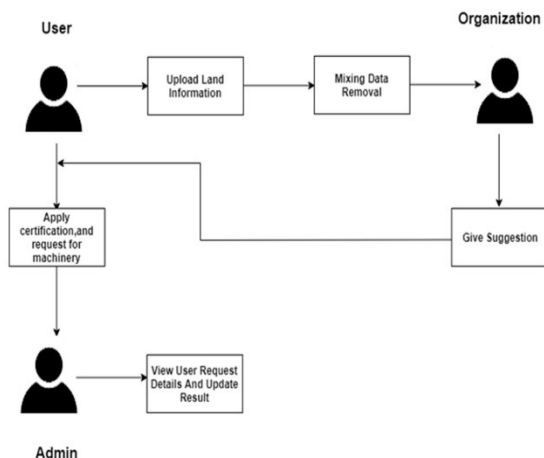 Organization
User
Upload Land
Information
Mixing Data
Removal
Apply
certification,and
request for
machinery
Give Suggestion
View User Request
Details And Update
Result
Admin